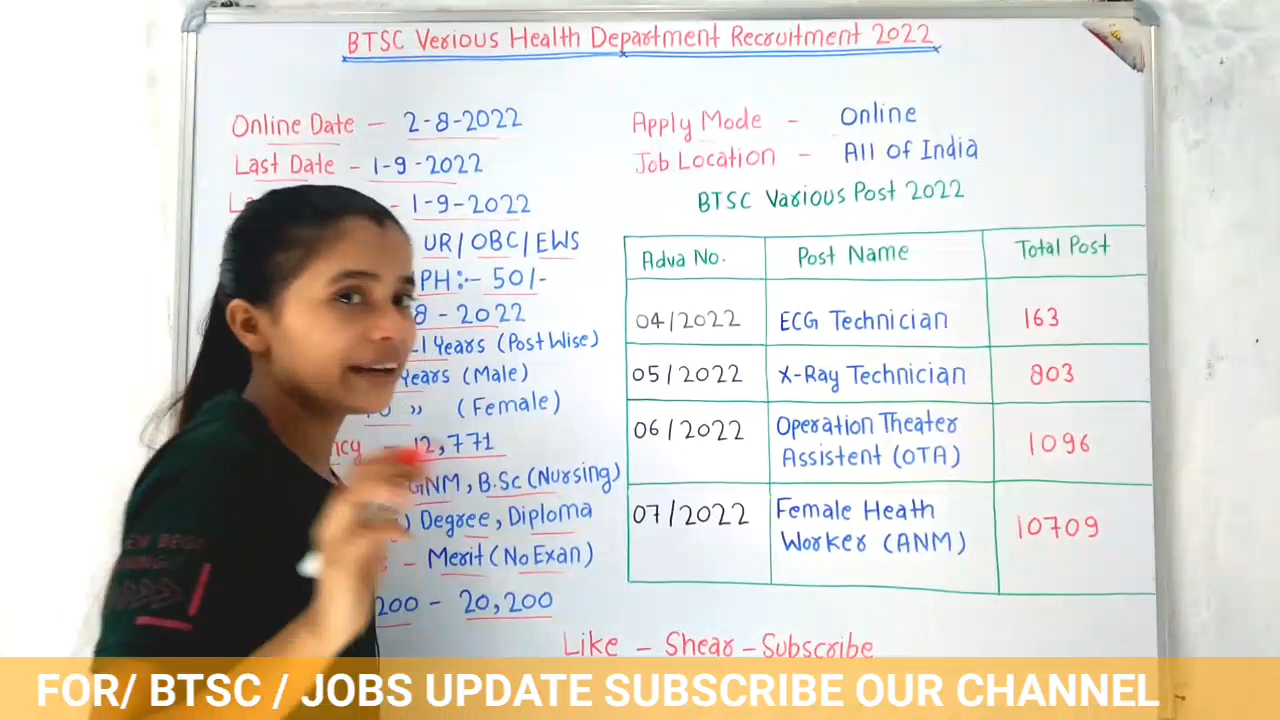 BTSC Verious Health Department Recruitment 2022
Online Date - 2-8-2022
Last Date - 1-9-2022
- 1-9-2022
UR/OBC/EWS
PH:- 50/-
8-2022
Years (Post Wise)
Years (Male)
" (Female)
- 12,771
GNM, B.Sc (Nursing)
Degree, Diploma
- Merit (No Exan)
200 - 20,200
Apply Mode - Online
Job Location - All Of India
BTSC Various Post 2022
Adva No. Post Name Total Post
04/2022 ECG Technician 163
05/2022 X-Ray Technician 803
06/2022 Operation Theater
Assistent (OTA) 1096
07/2022 Female Heath
Worker (ANM) 10709
Like - Shear - Subscribe
FOR/ BTSC / JOBS UPDATE SUBSCRIBE OUR CHANNEL